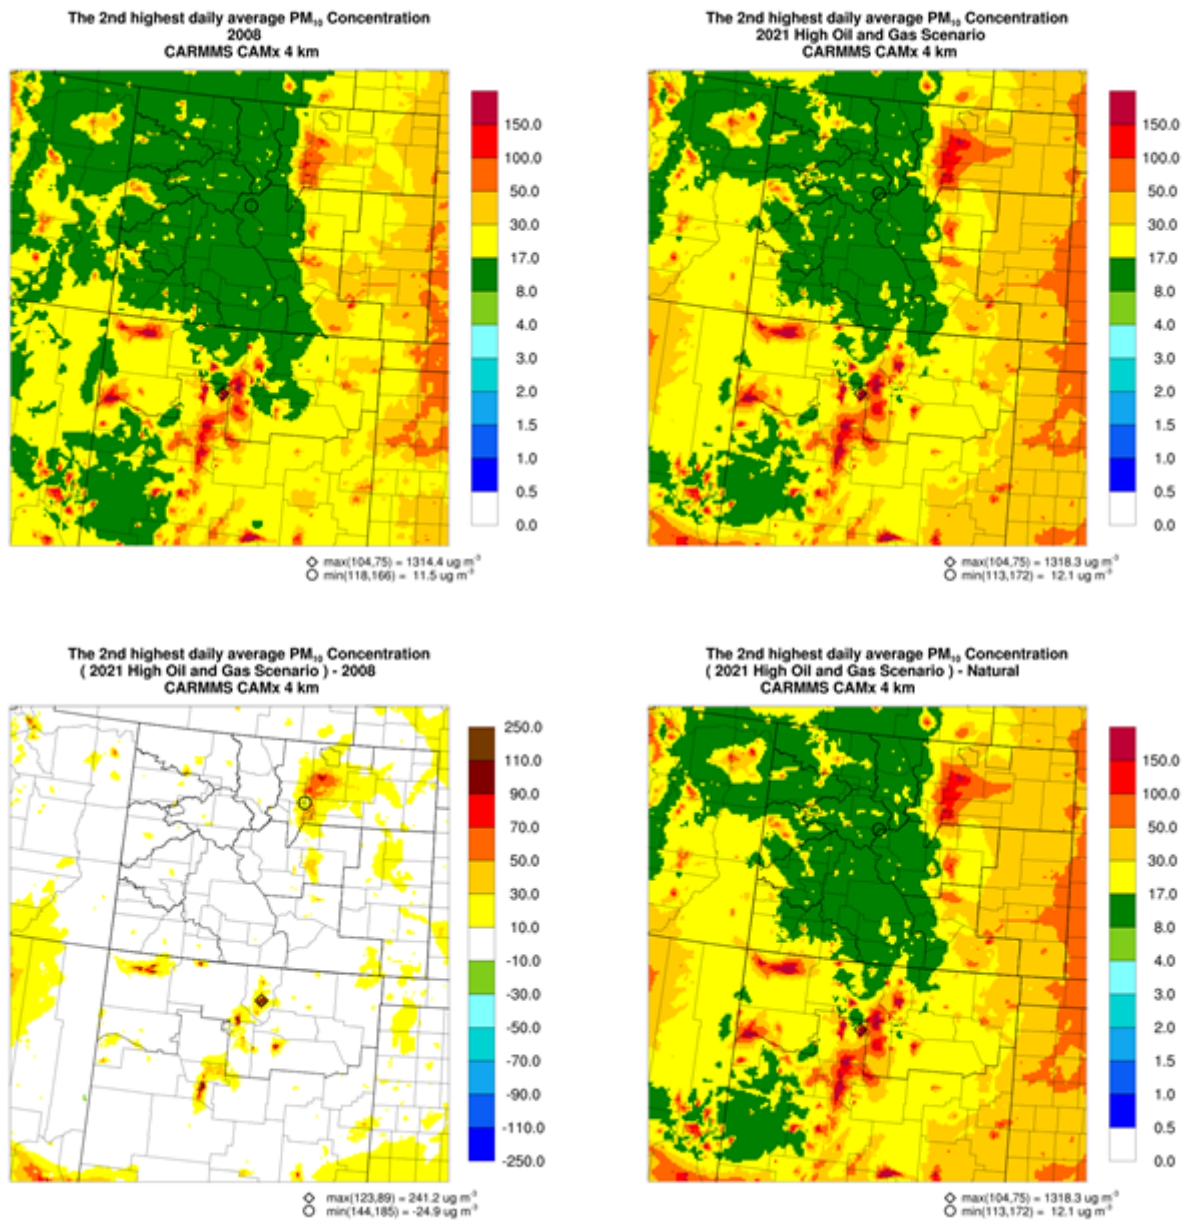 The 2nd highest daily average PM₁₀ Concentration
2008
CARMMS CAMx 4 km
150.0
100.0
50.0
30.0
17.0
8.0
4.0
3.0
2.0
1.5
1.0
0.5
0.0
max(104,75) = 1314.4 ug m⁻³
min(118,166) = 11.5 ug m⁻³
The 2nd highest daily average PM₁₀ Concentration
2021 High Oil and Gas Scenario
CARMMS CAMx 4 km
150.0
100.0
50.0
30.0
17.0
8.0
4.0
3.0
2.0
1.5
1.0
0.5
0.0
max(104,75) = 1318.3 ug m⁻³
min(113,172) = 12.1 ug m⁻³
The 2nd highest daily average PM₁₀ Concentration
( 2021 High Oil and Gas Scenario ) - 2008
CARMMS CAMx 4 km
250.0
110.0
90.0
70.0
50.0
30.0
10.0
-10.0
-30.0
-50.0
-70.0
-90.0
-110.0
-250.0
max(123,89) = 241.2 ug m⁻³
min(144,185) = -24.9 ug m⁻³
The 2nd highest daily average PM₁₀ Concentration
( 2021 High Oil and Gas Scenario ) - Natural
CARMMS CAMx 4 km
150.0
100.0
50.0
30.0
17.0
8.0
4.0
3.0
2.0
1.5
1.0
0.5
0.0
max(104,75) = 1318.3 ug m⁻³
min(113,172) = 12.1 ug m⁻³